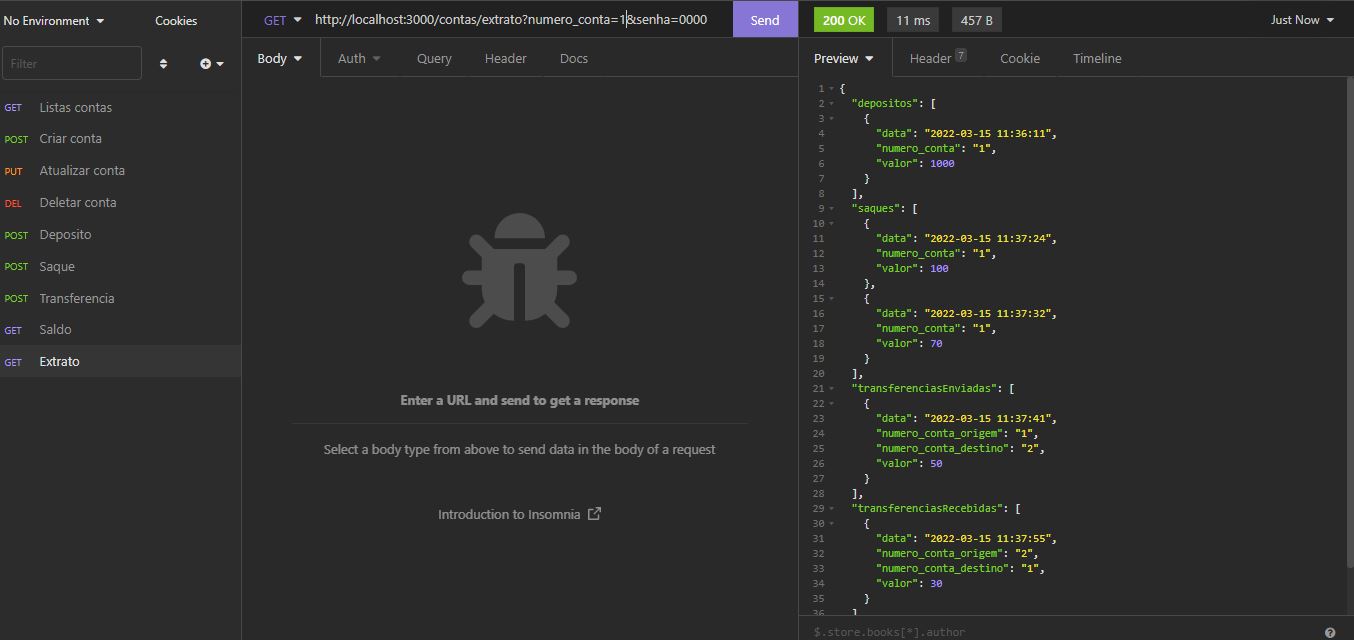 No Environment
Cookies
Filter
GET Listas contas
POST Criar conta
PUT Atualizar conta
DEL Deletar conta
POST Deposito
POST Saque
POST Transferencia
GET Saldo
GET Extrato
GET http://localhost:3000/contas/extrato?numero_conta=1&senha=0000 Send
Body Auth Query Header Docs
Enter a URL and send to get a response
Select a body type from above to send data in the body of a request
Introduction to Insomnia
200 OK 11 ms 457 B Just Now
Preview Header 7 Cookie Timeline
1 {
2 "depositos": [
3 {
4 "data": "2022-03-15 11:36:11",
5 "numero_conta": "1",
6 "valor": 1000
7 }
8 ],
9 "saques": [
10 {
11 "data": "2022-03-15 11:37:24",
12 "numero_conta": "1",
13 "valor": 100
14 },
15 {
16 "data": "2022-03-15 11:37:32",
17 "numero_conta": "1",
18 "valor": 70
19 }
20 ],
21 "transferenciasEnviadas": [
22 {
23 "data": "2022-03-15 11:37:41",
24 "numero_conta_origem": "1",
25 "numero_conta_destino": "2",
26 "valor": 50
27 }
28 ],
29 "transferenciasRecebidas": [
30 {
31 "data": "2022-03-15 11:37:55",
32 "numero_conta_origem": "2",
33 "numero_conta_destino": "1",
34 "valor": 30
35 }
36 ]
$.store.books[*].author